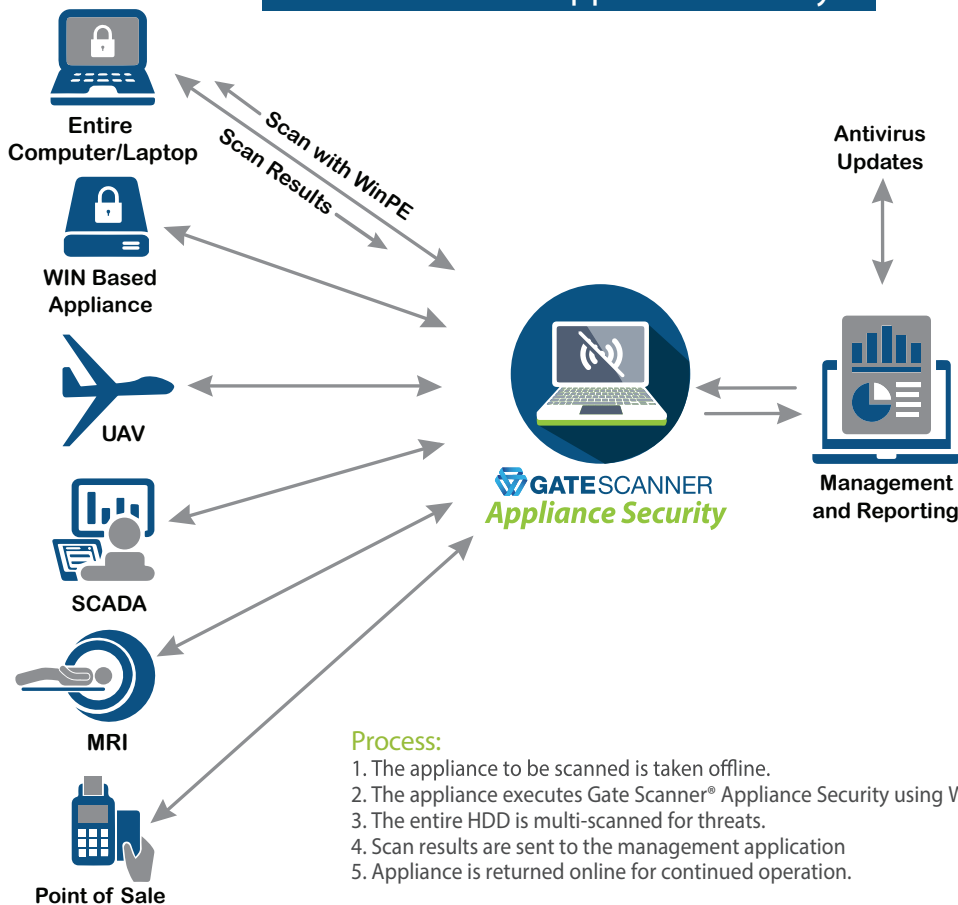 Entire
Computer/Laptop
Scan with WinPE
Scan Results
WIN Based
Appliance
UAV
SCADA
MRI
Point of Sale
GATESCANNER
Appliance Security
Antivirus
Updates
Management
and Reporting
Process:
1. The appliance to be scanned is taken offline.
2. The appliance executes Gate Scanner® Appliance Security using
3. The entire HDD is multi-scanned for threats.
4. Scan results are sent to the management application
5. Appliance is returned online for continued operation.